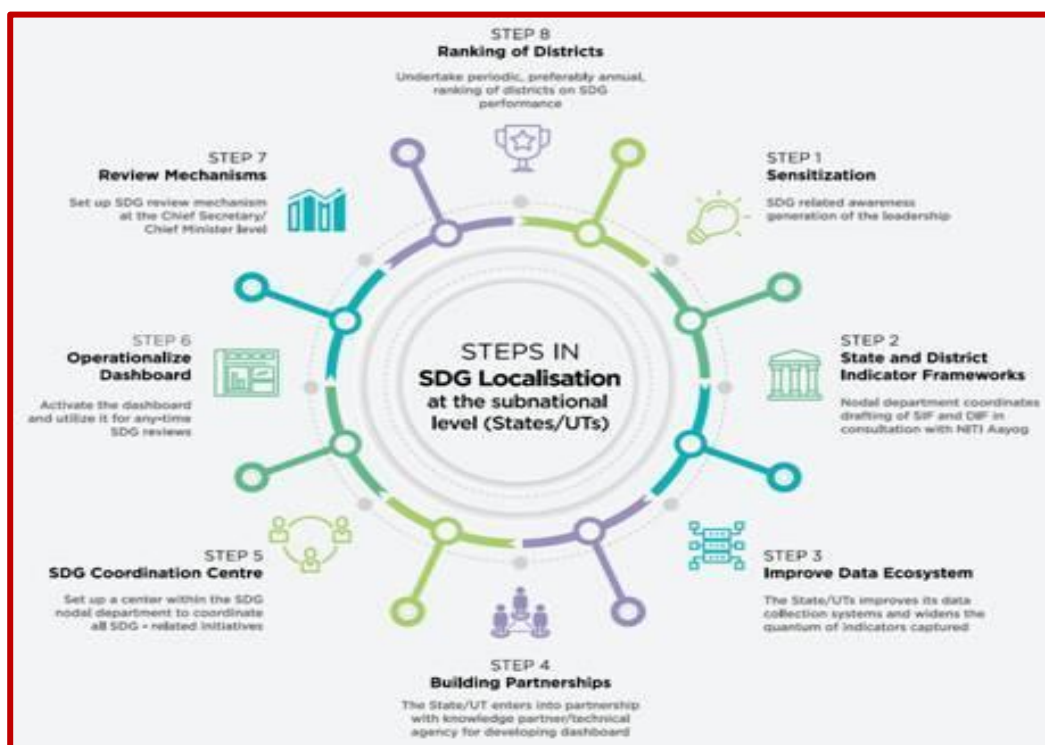 STEPS IN
SDG Localisation
at the subnational
level (States/UTs)
STEP 1
Sensitization
SDG related awareness
generation of the leadership
STEP 2
State and District
Indicator Frameworks
Nodal department coordinates
drafting of SIF and DIF in
consultation with NITI Aayog
STEP 3
Improve Data Ecosystem
The State/UTs improves its data
collection systems and widens the
quantum of indicators captured
STEP 4
Building Partnerships
The State/UT enters into partnership
with knowledge partner/technical
agency for developing dashboard
STEP 5
SDG Coordination Centre
Set up a center within the SDG
nodal department to coordinate
all SDG - related initiatives
STEP 6
Operationalize
Dashboard
Activate the dashboard
and utilize it for any-time
SDG reviews
STEP 7
Review Mechanisms
Set up SDG review mechanism
at the Chief Secretary/
Chief Minister level
STEP 8
Ranking of Districts
Undertake periodic, preferably annual,
ranking of districts on SDG
performance